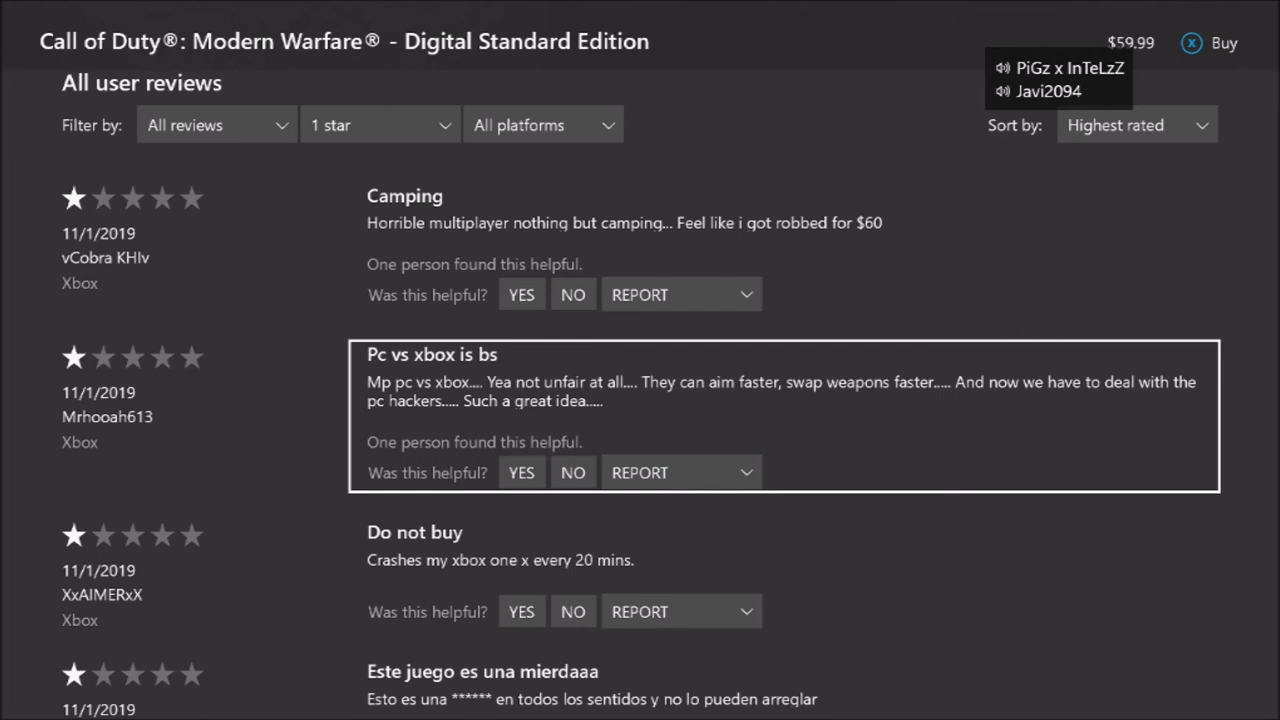 Call of Duty®: Modern Warfare® - Digital Standard Edition
$59.99 X Buy
PiGz x InTeLzZ
Javi2094
All user reviews
Filter by: All reviews 1 star All platforms
Sort by: Highest rated
Camping
Horrible multiplayer nothing but camping... Feel like i got robbed for $60
11/1/2019
vCobra KHlv
Xbox
One person found this helpful.
Was this helpful? YES NO REPORT
Pc vs xbox is bs
Mp pc vs xbox.... Yea not unfair at all.... They can aim faster, swap weapons faster..... And now we have to deal with the
pc hackers..... Such a great idea.....
11/1/2019
Mrhooah613
Xbox
One person found this helpful.
Was this helpful? YES NO REPORT
Do not buy
Crashes my xbox one x every 20 mins.
11/1/2019
XxAIMERxX
Xbox
Was this helpful? YES NO REPORT
Este juego es una mierdaaa
Esto es una ****** en todos los sentidos y no lo pueden arreglar
11/1/2019